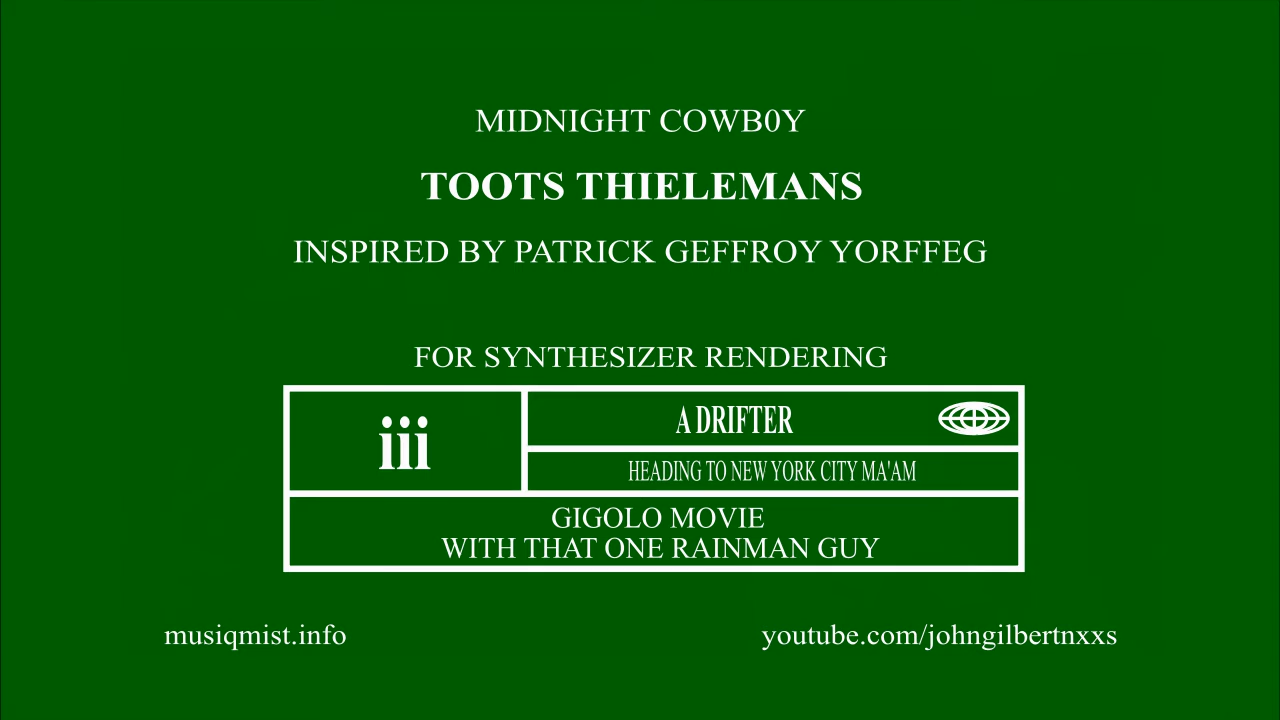 MIDNIGHT COWB0Y
TOOTS THIELEMANS
INSPIRED BY PATRICK GEFFROY YORFFEG
FOR SYNTHESIZER RENDERING
iii
A DRIFTER
HEADING TO NEW YORK CITY MA'AM
GIGOLO MOVIE
WITH THAT ONE RAINMAN GUY
musiqmist.info
youtube.com/johngilbertnxxs